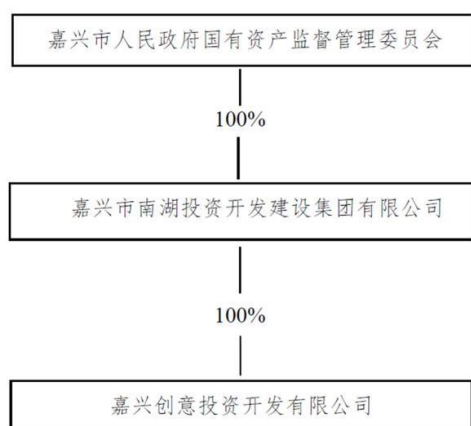 嘉兴市人民政府国有资产监督管理委员会
100%
嘉兴市南湖投资开发建设集团有限公司
100%
嘉兴创意投资开发有限公司